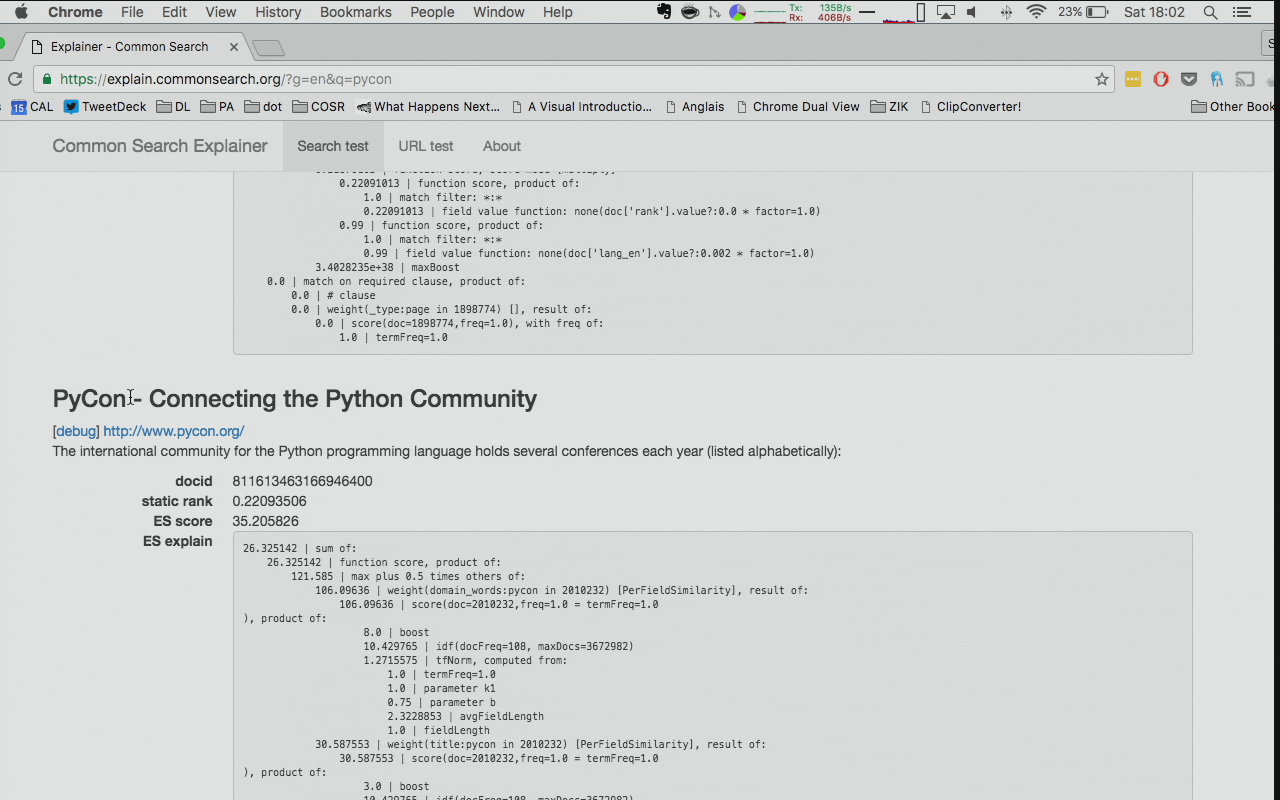 Chrome File Edit View History Bookmarks People Window Help Tx: 135B/s Rx: 406B/s 23% Sat 18:02
Explainer - Common Search
https://explain.commonsearch.org/?g=en&q=pycon
15 CAL TweetDeck DL PA dot COSR What Happens Next... A Visual Introductio... Anglais Chrome Dual View ZIK ClipConverter! Other Book
Common Search Explainer Search test URL test About
0.22091013 | function score, product of:
1.0 | match filter: *:*
0.22091013 | field value function: none(doc['rank'].value?:0.0 * factor=1.0)
0.99 | function score, product of:
1.0 | match filter: *:*
0.99 | field value function: none(doc['lang_en'].value?:0.002 * factor=1.0)
3.4028235e+38 | maxBoost
0.0 | match on required clause, product of:
0.0 | # clause
0.0 | weight(_type:page in 1898774) [], result of:
0.0 | score(doc=1898774,freq=1.0), with freq of:
1.0 | termFreq=1.0
PyCon - Connecting the Python Community
[debug] http://www.pycon.org/
The international community for the Python programming language holds several conferences each year (listed alphabetically):
docid 811613463166946400
static rank 0.22093506
ES score 35.205826
ES explain
26.325142 | sum of:
26.325142 | function score, product of:
121.585 | max plus 0.5 times others of:
106.09636 | weight(domain_words:pycon in 2010232) [PerFieldSimilarity], result of:
106.09636 | score(doc=2010232,freq=1.0 = termFreq=1.0
), product of:
8.0 | boost
10.429765 | idf(docFreq=108, maxDocs=3672982)
1.2715575 | tfNorm, computed from:
1.0 | termFreq=1.0
1.0 | parameter k1
0.75 | parameter b
2.3228853 | avgFieldLength
1.0 | fieldLength
30.587553 | weight(title:pycon in 2010232) [PerFieldSimilarity], result of:
30.587553 | score(doc=2010232,freq=1.0 = termFreq=1.0
), product of:
3.0 | boost
10.429765 | idf(docFreq=108, maxDocs=3672982)